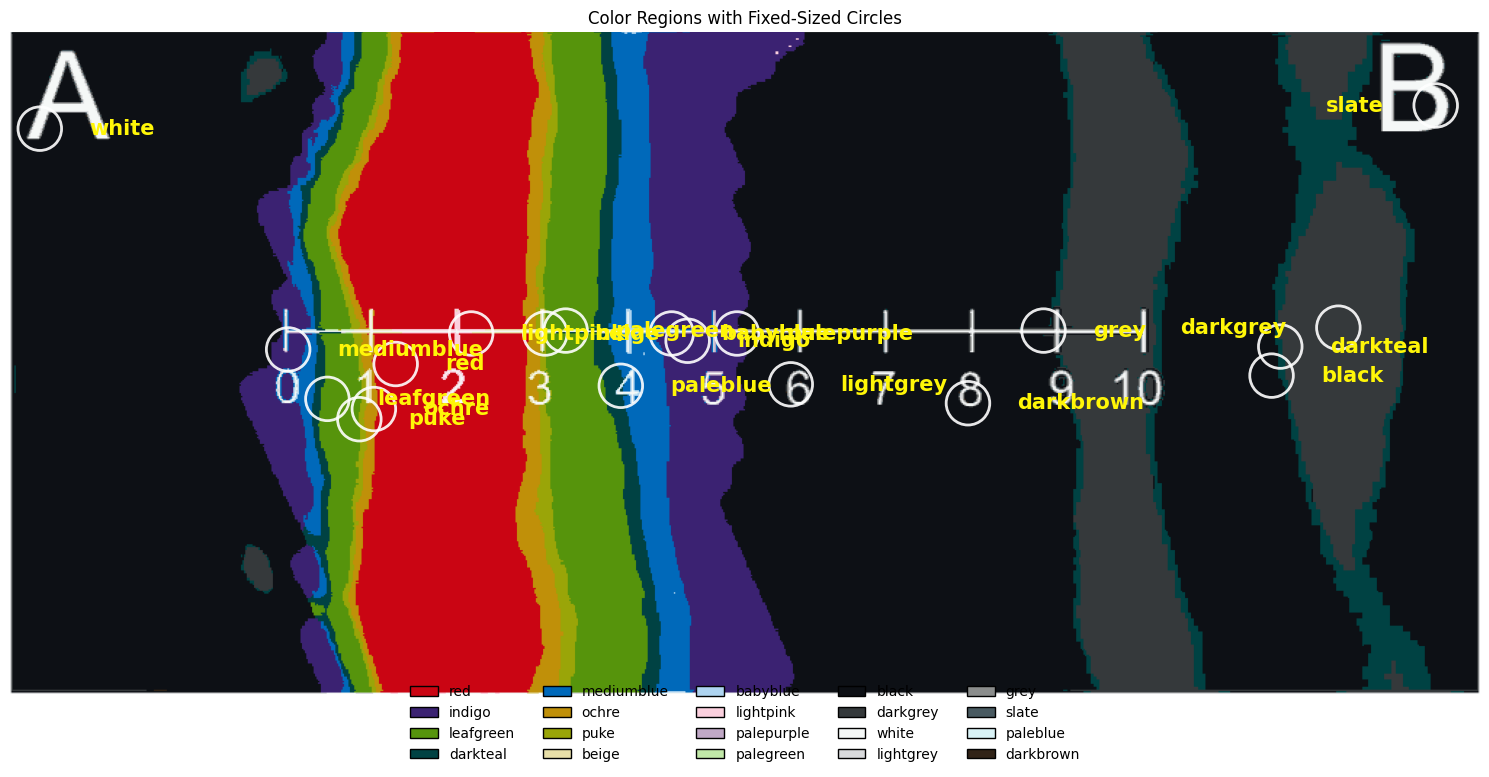 Color Regions with Fixed-Sized Circles
A
B
white
slate
lightpink
beige
palegreen
babyblue
palepurple
indigo
grey
darkgrey
darkteal
mediumblue
red
black
0 1 2 3 4 5 6 7 8 9 10
paleblue
lightgrey
darkbrown
leafgreen
ochre
puke
red mediumblue babyblue black grey
indigo ochre lightpink darkgrey slate
leafgreen puke palepurple white paleblue
darkteal beige palegreen lightgrey darkbrown